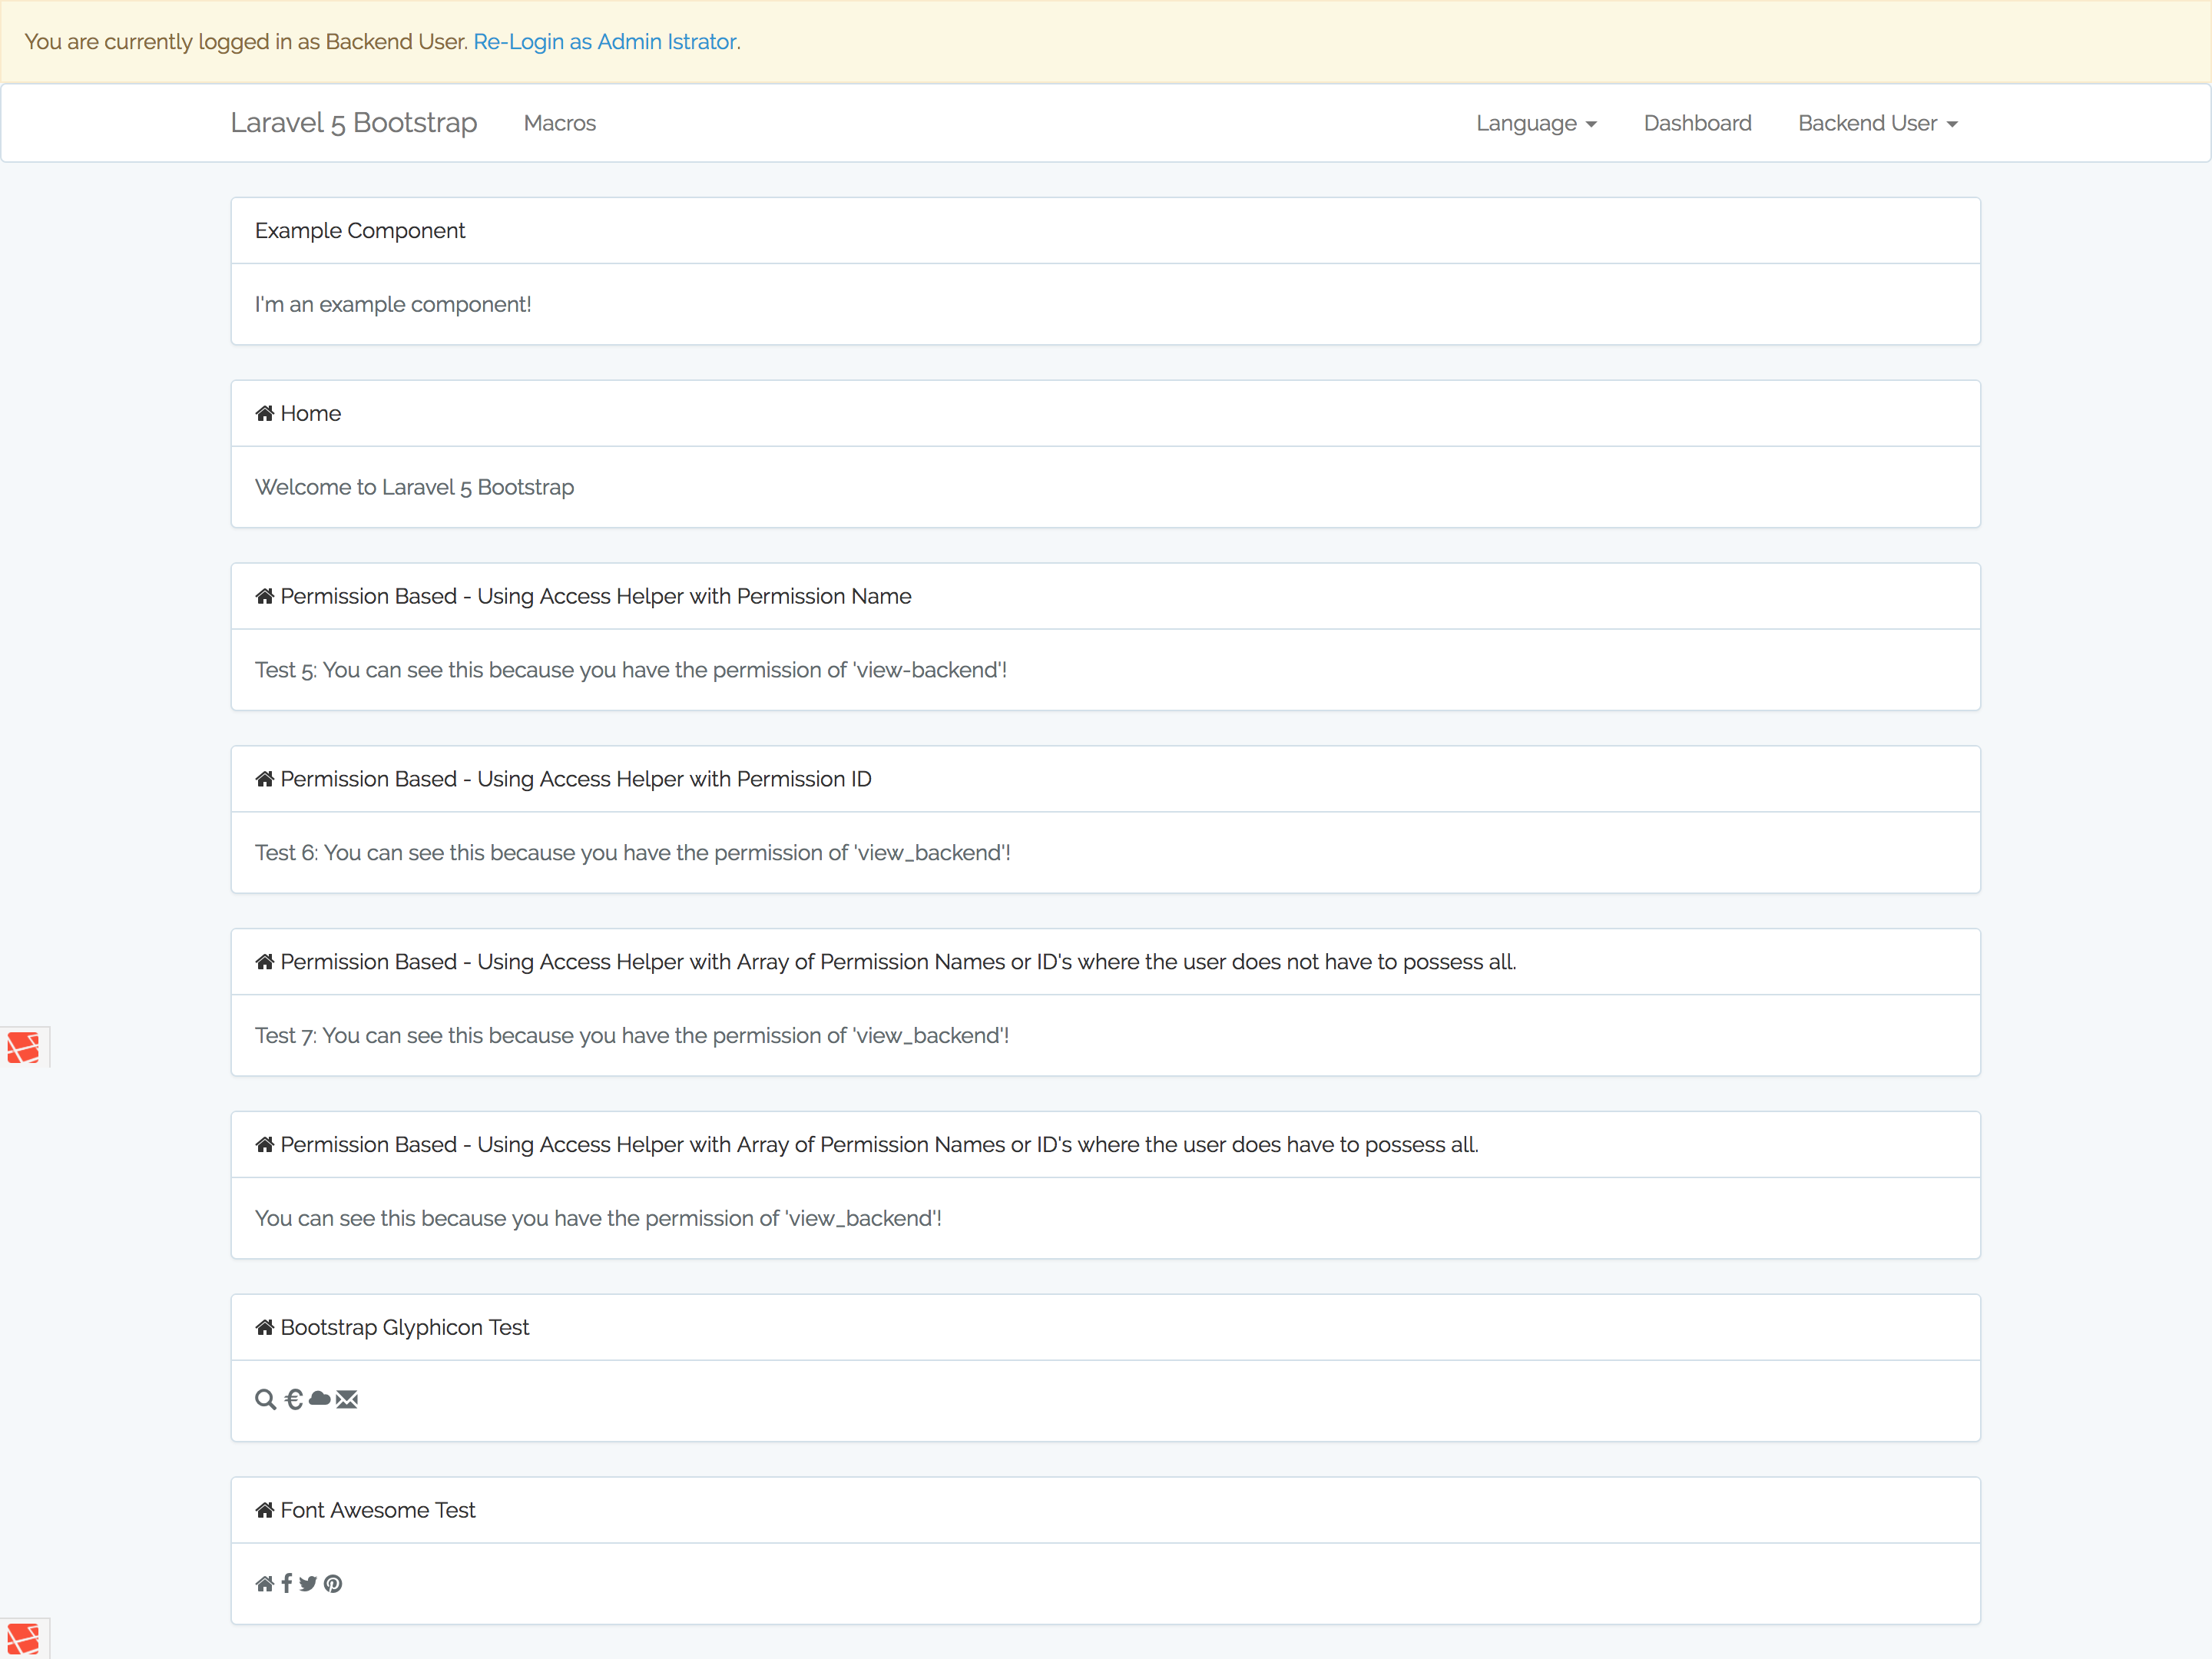 You are currently logged in as Backend User. Re-Login as Admin Istrator.
Laravel 5 Bootstrap Macros Language Dashboard Backend User
Example Component
I'm an example component!
Home
Welcome to Laravel 5 Bootstrap
Permission Based - Using Access Helper with Permission Name
Test 5: You can see this because you have the permission of 'view-backend'!
Permission Based - Using Access Helper with Permission ID
Test 6: You can see this because you have the permission of 'view_backend'!
Permission Based - Using Access Helper with Array of Permission Names or ID's where the user does not have to possess all.
Test 7: You can see this because you have the permission of 'view_backend'!
Permission Based - Using Access Helper with Array of Permission Names or ID's where the user does have to possess all.
You can see this because you have the permission of 'view_backend'!
Bootstrap Glyphicon Test
Font Awesome Test